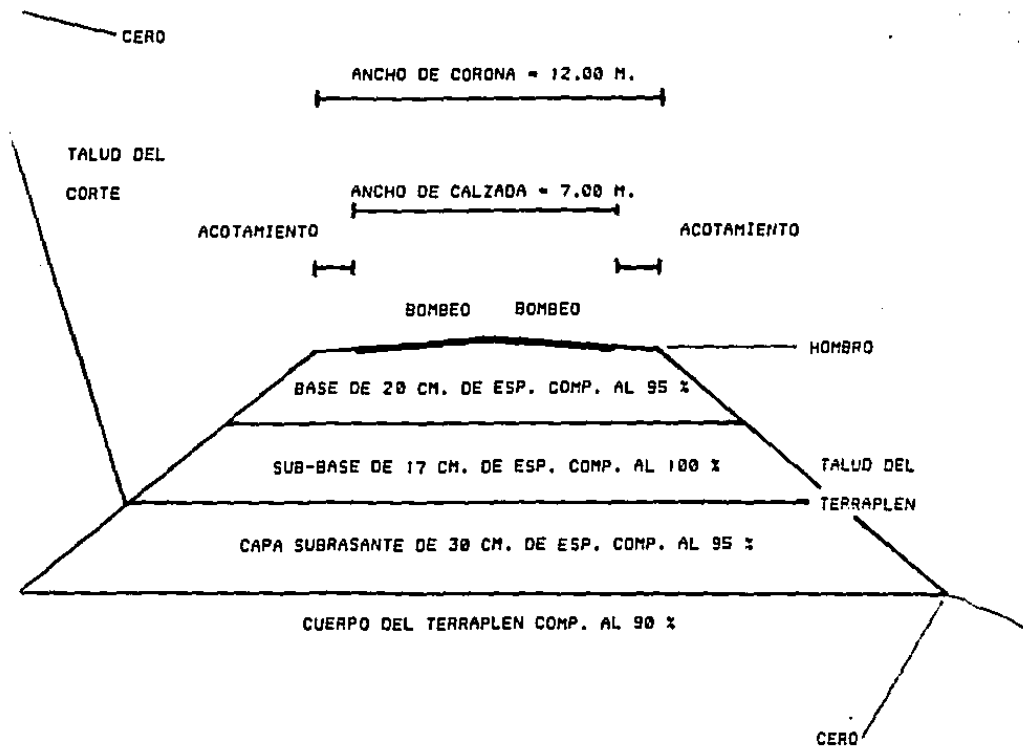 CERO
ANCHO DE CORONA = 12.00 M.
TALUD DEL
CORTE
ANCHO DE CALZADA = 7.00 M.
ACOTAMIENTO
ACOTAMIENTO
BOMBEO BOMBEO
HOMBRO
BASE DE 20 CM. DE ESP. COMP. AL 95 %
SUB-BASE DE 17 CM. DE ESP. COMP. AL 100 %
TALUD DEL
TERRAPLEN
CAPA SUBRASANTE DE 30 CM. DE ESP. COMP. AL 95 %
CUERPO DEL TERRAPLEN COMP. AL 90 %
CERO